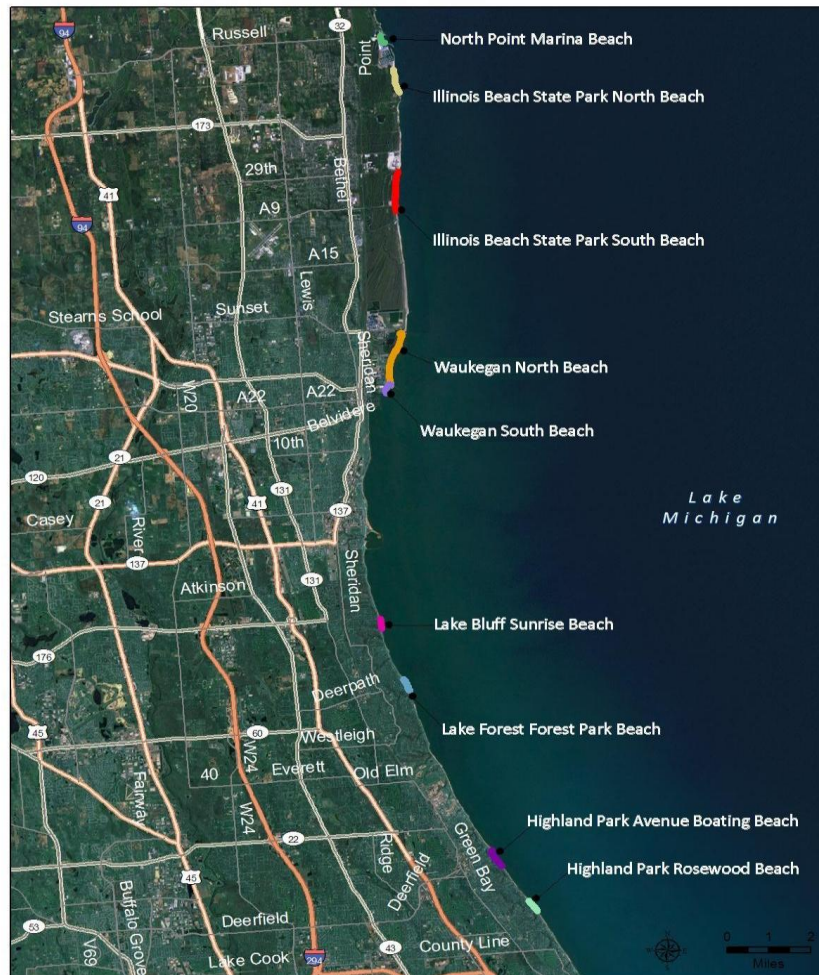 94
Russell
32
Point
North Point Marina Beach
Illinois Beach State Park North Beach
173
29th
Bethel
41
A9
94
Illinois Beach State Park South Beach
A15
Lewis
Sunset
Stearns School
Sheridan
Waukegan North Beach
W20
A22
A22
Belvidere
Waukegan South Beach
10th
21
120
131
21
41
Lake
Michigan
Casey
River
137
137
Sheridan
Atkinson
131
Lake Bluff Sunrise Beach
176
Deerpath
45
60
Westleigh
Lake Forest Forest Park Beach
W24
40
Everett
Old Elm
Fairway
W24
22
Ridge
Green Bay
Highland Park Avenue Boating Beach
45
Deerfield
Highland Park Rosewood Beach
Buffalo Grove
53
Deerfield
V69
Lake Cook
294
43
County Line
0 1 2
Miles